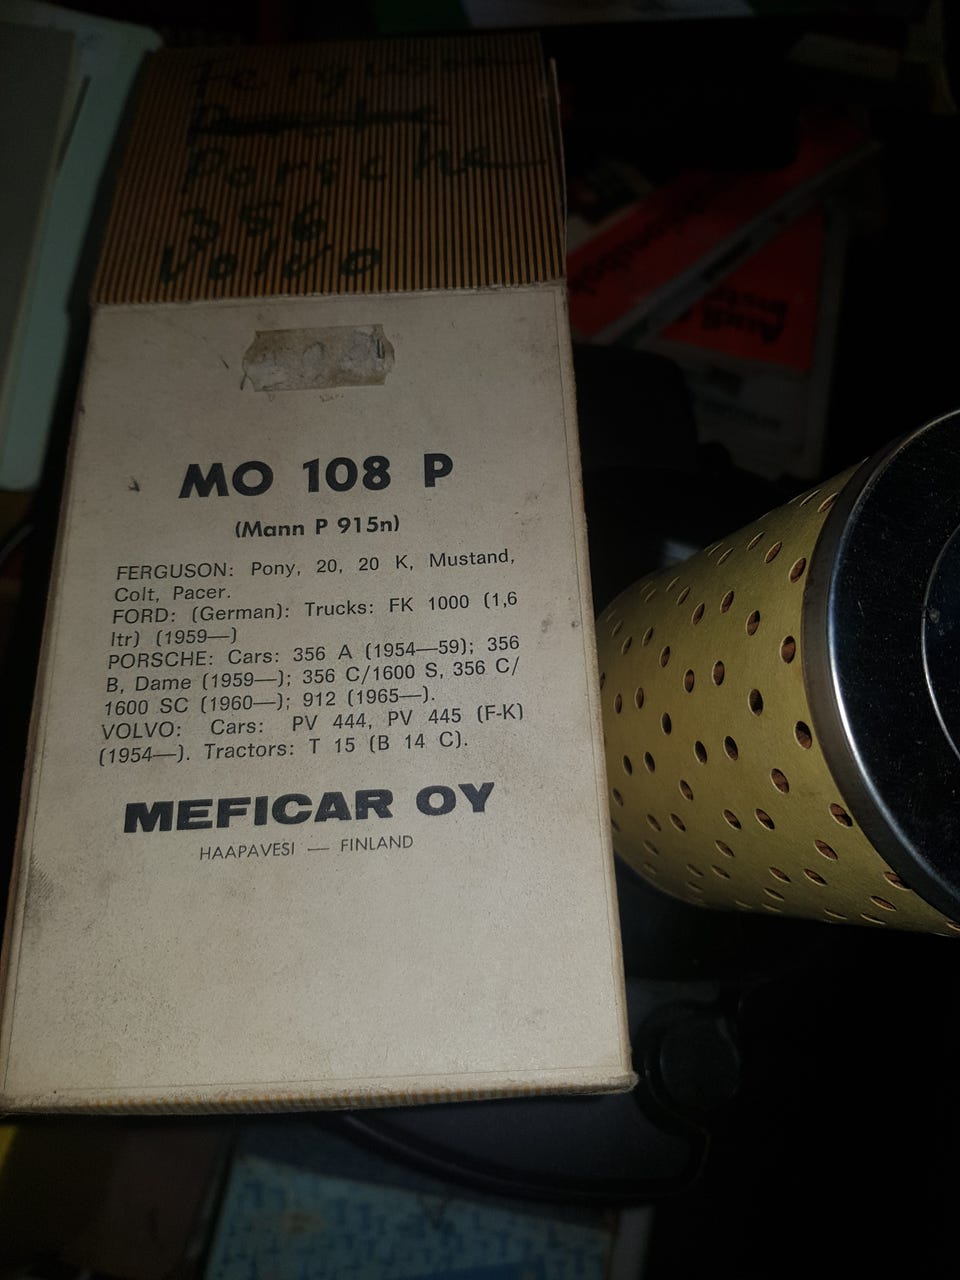 Ferguson
Porsche
356
Volvo
MO 108 P
(Mann P 915n)
FERGUSON: Pony, 20, 20 K, Mustand,
Colt, Pacer.
FORD: (German): Trucks: FK 1000 (1,6
ltr) (1959—)
PORSCHE: Cars: 356 A (1954—59); 356
B, Dame (1959—); 356 C/1600 S, 356 C/
1600 SC (1960—); 912 (1965—).
VOLVO: Cars: PV 444, PV 445 (F-K)
(1954—). Tractors: T 15 (B 14 C).
MEFICAR OY
HAAPAVESI — FINLAND